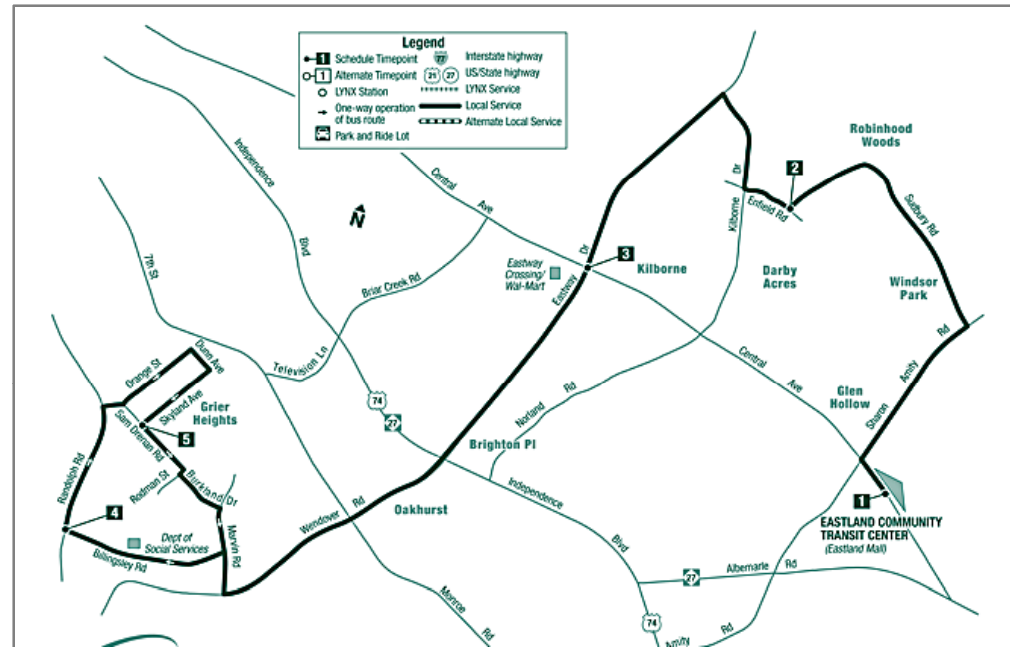 Legend
1 Schedule Timepoint
77 Interstate highway
1 Alternate Timepoint
21 27 US/State highway
LYNX Station
LYNX Service
One-way operation
of bus route
Local Service
Alternate Local Service
Park and Ride Lot
Independence
Blvd
Central
Ave
N
7th St
Briar Creek Rd
Television Ln
Eastway
Crossing/
Wal-Mart
Eastway
Dr
3
Kilborne
Kilborne
Dr
Enfield Rd
2
Robinhood
Woods
Sudbury Rd
Darby
Acres
Windsor
Park
Central
Ave
Glen
Hollow
Sharon
Amity
Rd
Norland
Rd
Brighton Pl
74
27
Orange St
Dunn Ave
Skyland Ave
Grier
Heights
Sam Drenan Rd
5
Randolph Rd
Rodman St
Burkland Dr
4
Dept of
Social Services
Billingsley Rd
Marvin Rd
Wendover
Rd
Oakhurst
Independence
Blvd
1
EASTLAND COMMUNITY
TRANSIT CENTER
(Eastland Mall)
27
Albemarle
Rd
Monroe
Rd
74
Amity
Rd